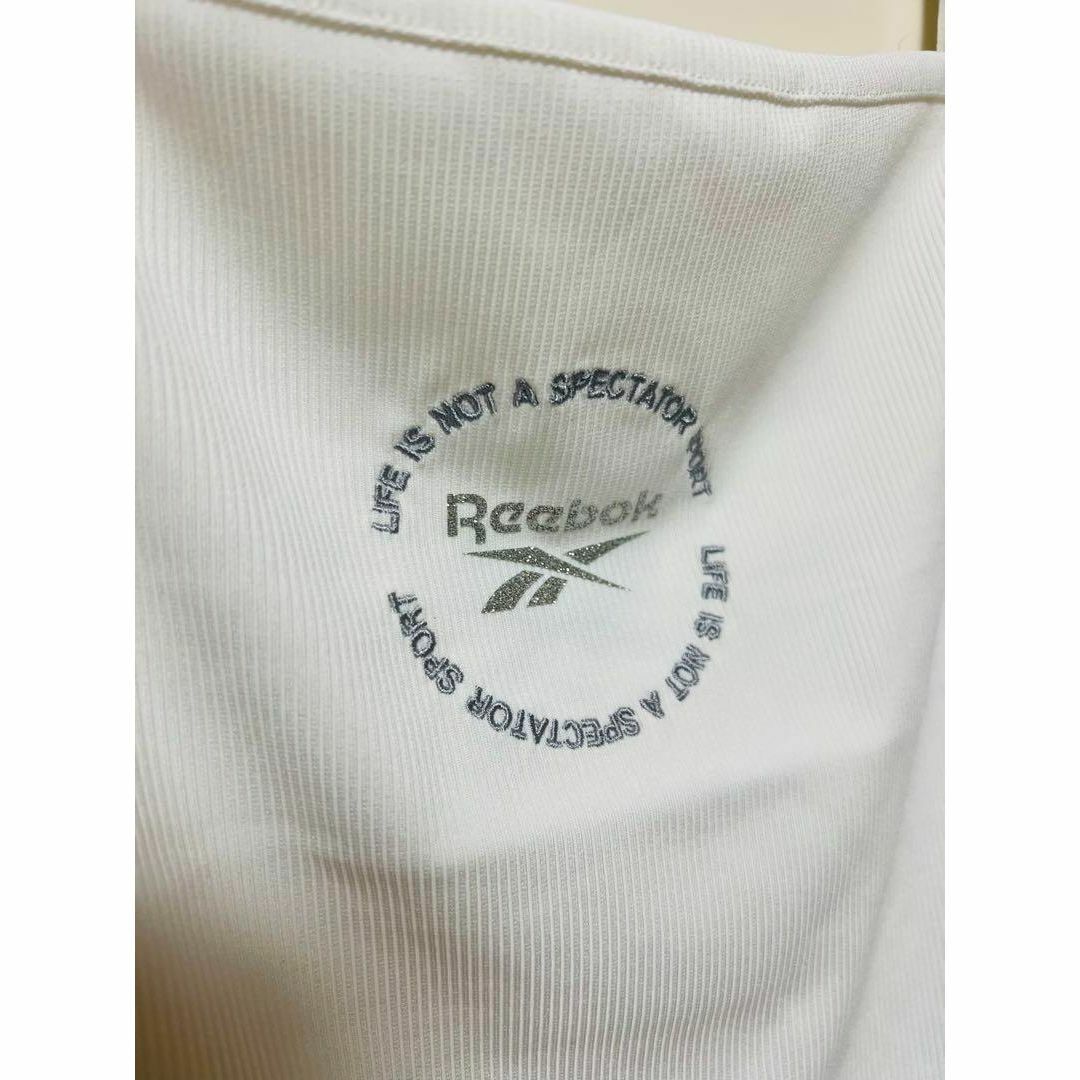 LIFE IS NOT A SPECTATOR SPORT
Reebok
LIFE IS NOT A SPECTATOR SPORT